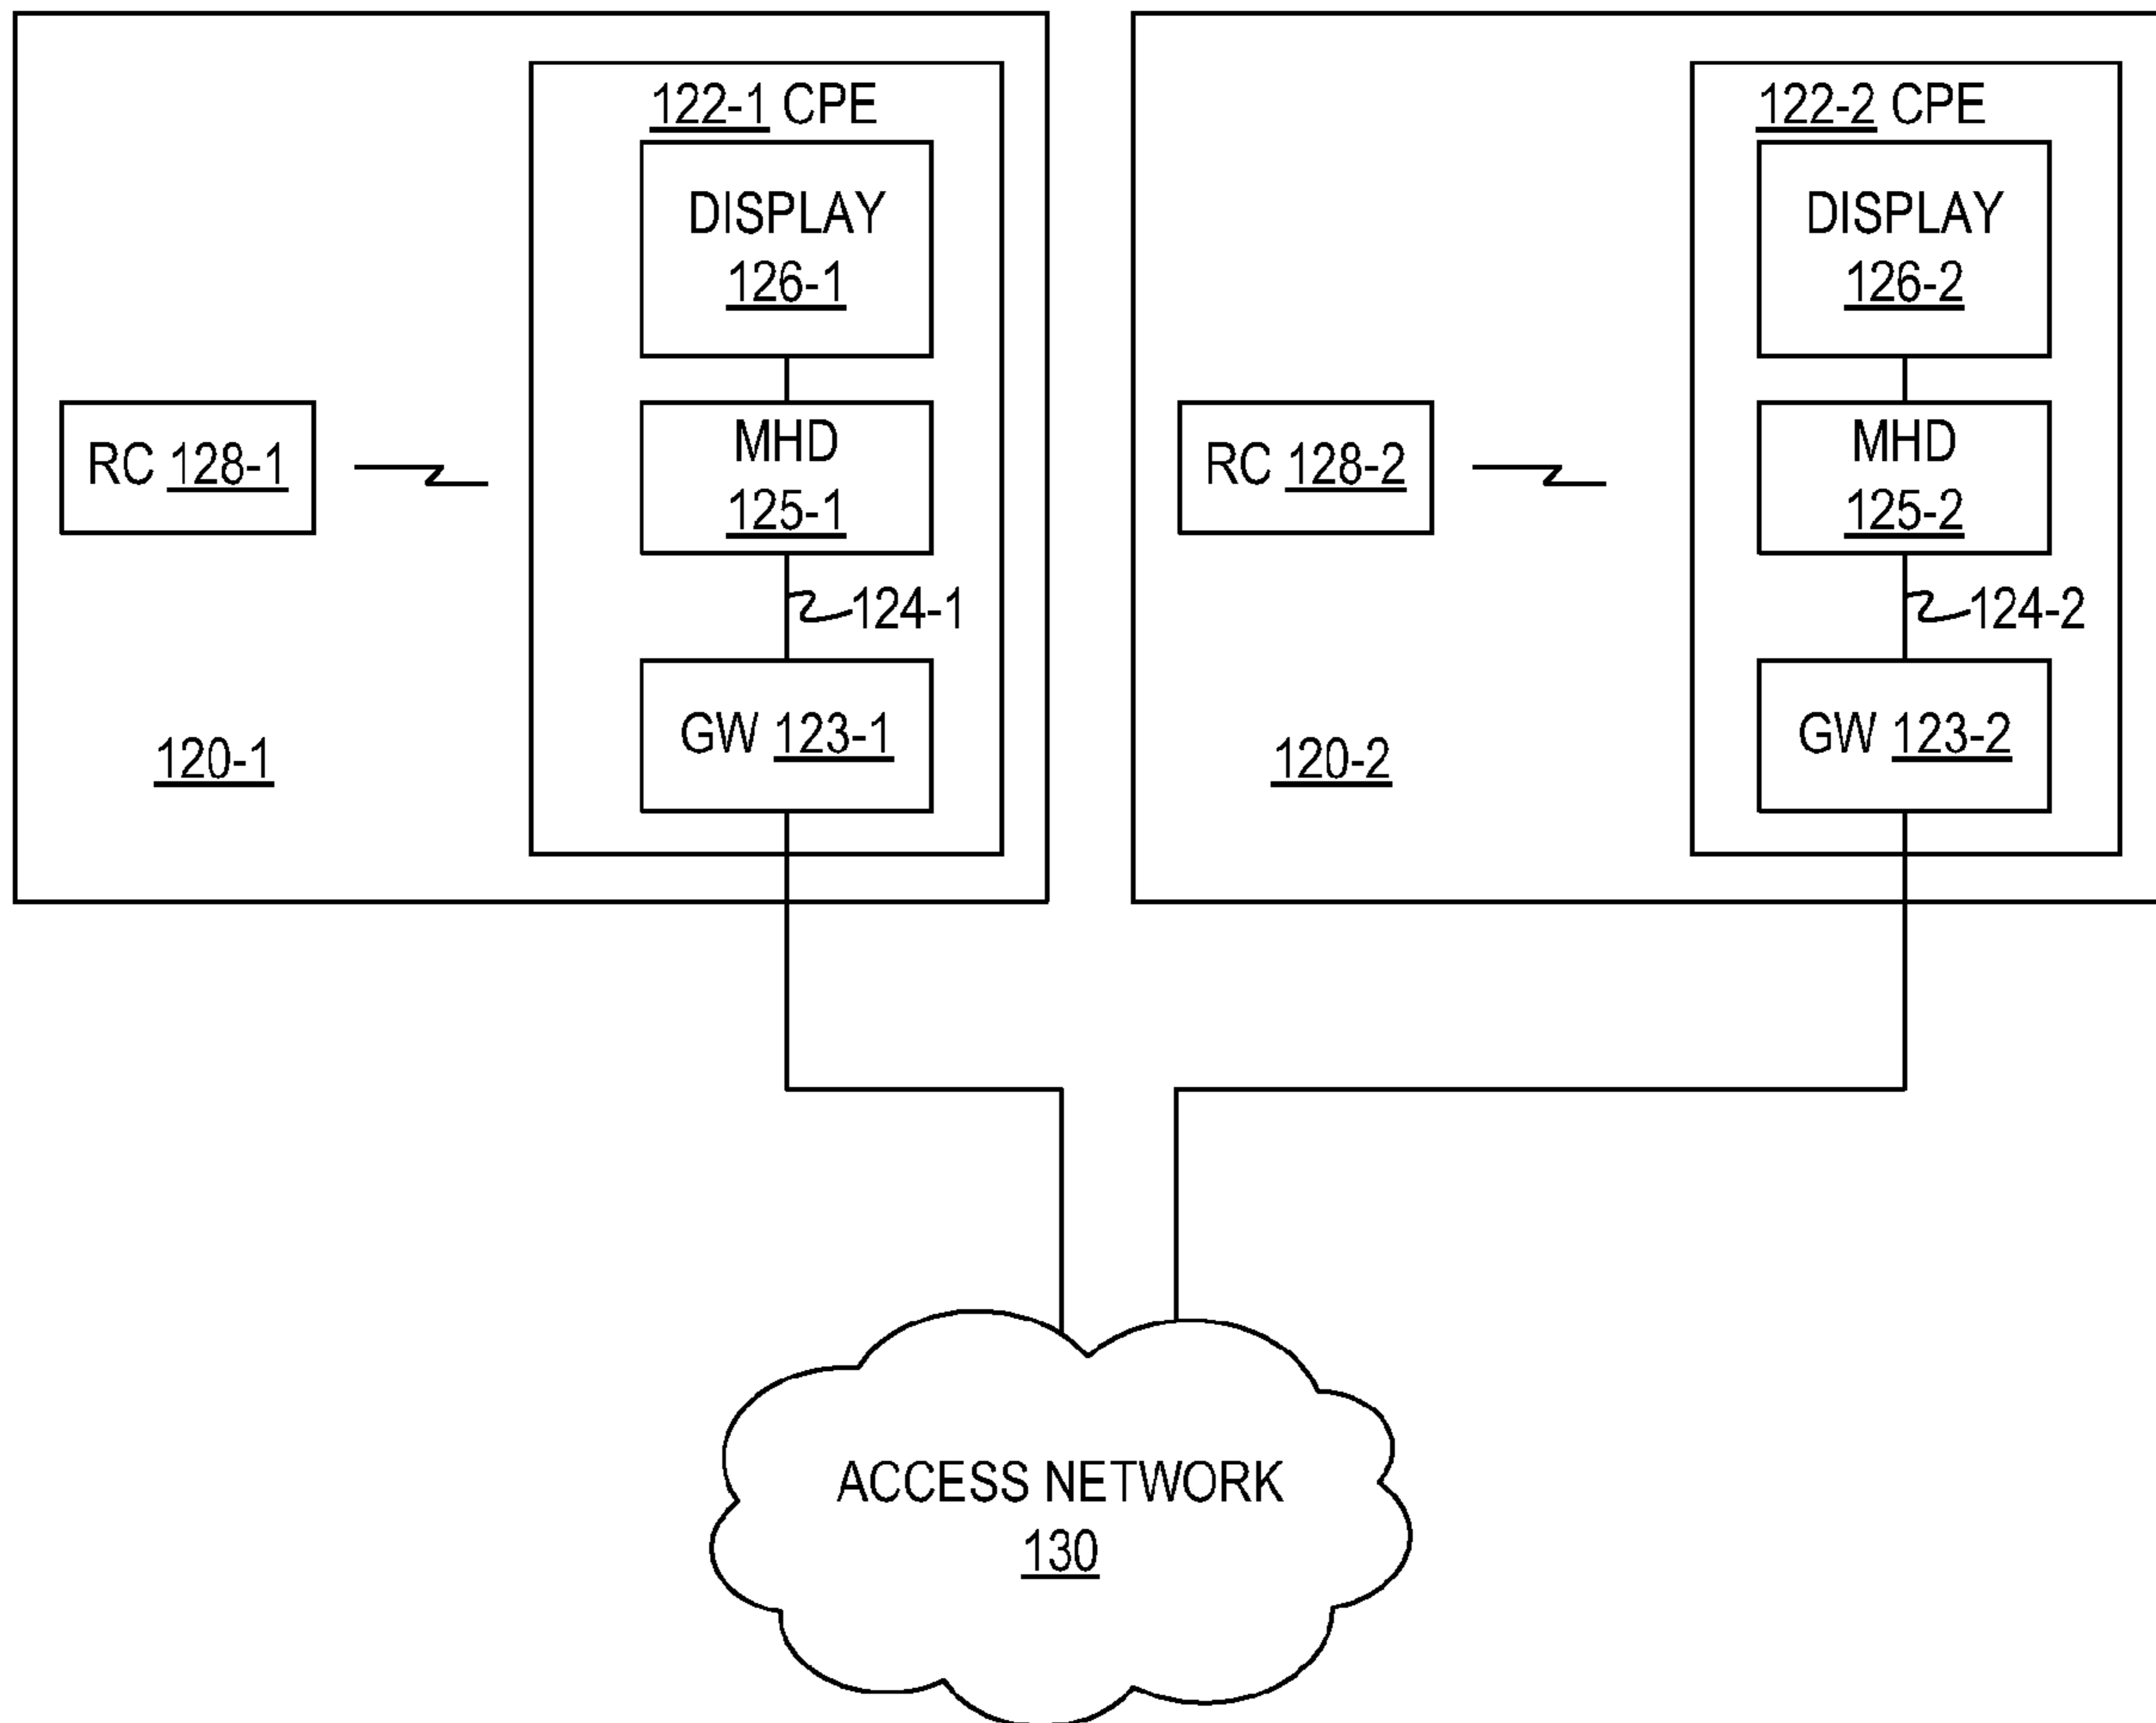 122-1 CPE
DISPLAY
126-1
RC 128-1
MHD
125-1
124-1
GW 123-1
120-1
122-2 CPE
DISPLAY
126-2
RC 128-2
MHD
125-2
124-2
GW 123-2
120-2
ACCESS NETWORK
130